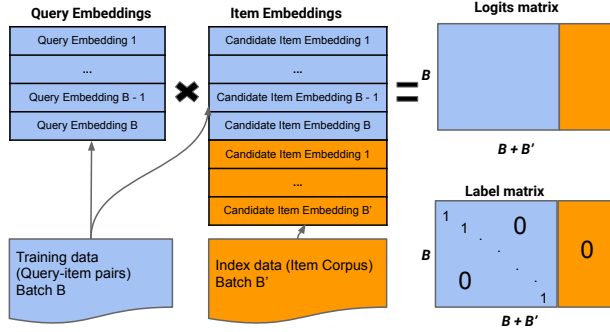 Query Embeddings
Query Embedding 1
...
Query Embedding B - 1
Query Embedding B
Item Embeddings
Candidate Item Embedding 1
...
Candidate Item Embedding B - 1
Candidate Item Embedding B
Candidate Item Embedding 1
...
Candidate Item Embedding B'
Logits matrix
B
B + B'
Training data
(Query-item pairs)
Batch B
Index data (Item Corpus)
Batch B'
Label matrix
B
1
1
0
.
.
.
0
1
0
B + B'